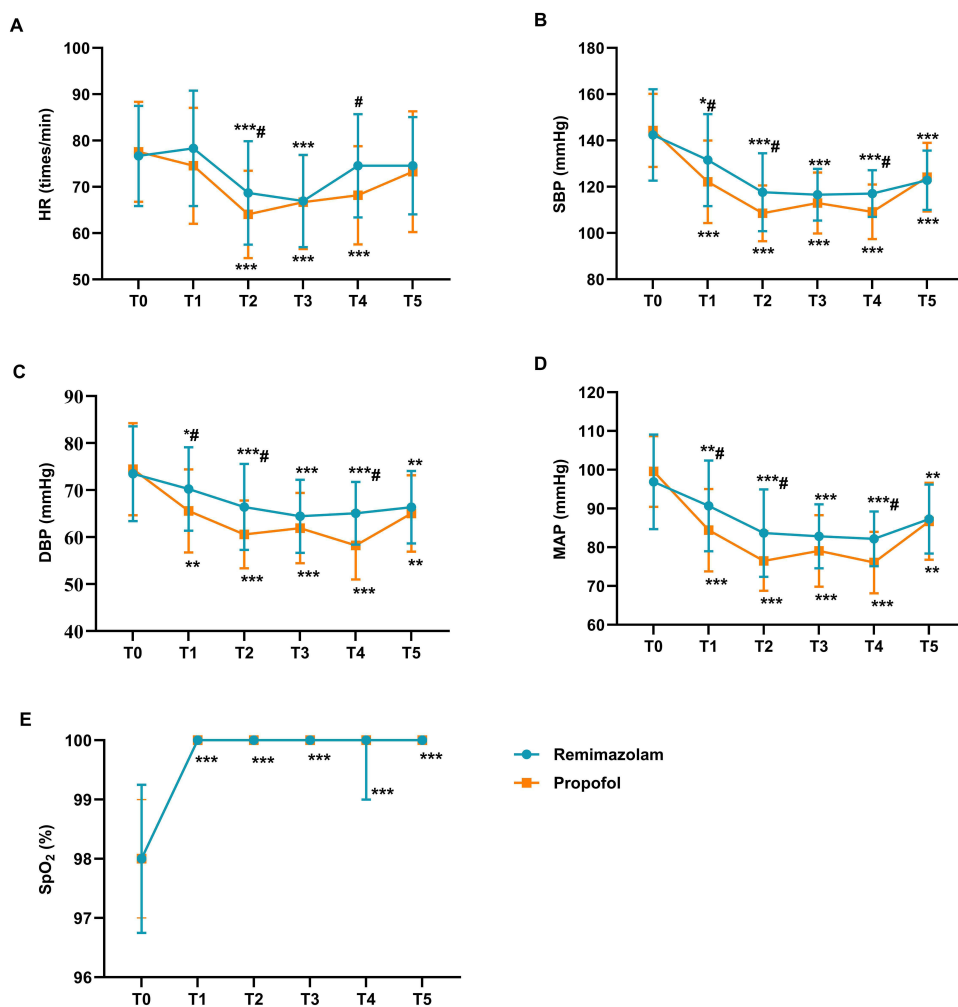 A
HR (times/min)
100
90
80
70
60
50
***# *** #
*** *** ***
T0 T1 T2 T3 T4 T5
B
SBP (mmHg)
180
160
140
120
100
80
*# ***# *** ***# ***
*** *** *** *** ***
T0 T1 T2 T3 T4 T5
C
DBP (mmHg)
90
80
70
60
50
40
*# ***# *** ***# **
** *** *** *** **
T0 T1 T2 T3 T4 T5
D
MAP (mmHg)
120
100
90
80
70
60
110
**# ***# *** ***# **
*** *** *** *** **
T0 T1 T2 T3 T4 T5
E
SpO2 (%)
100
99
98
97
96
*** *** *** *** ***
T0 T1 T2 T3 T4 T5
Remimazolam
Propofol